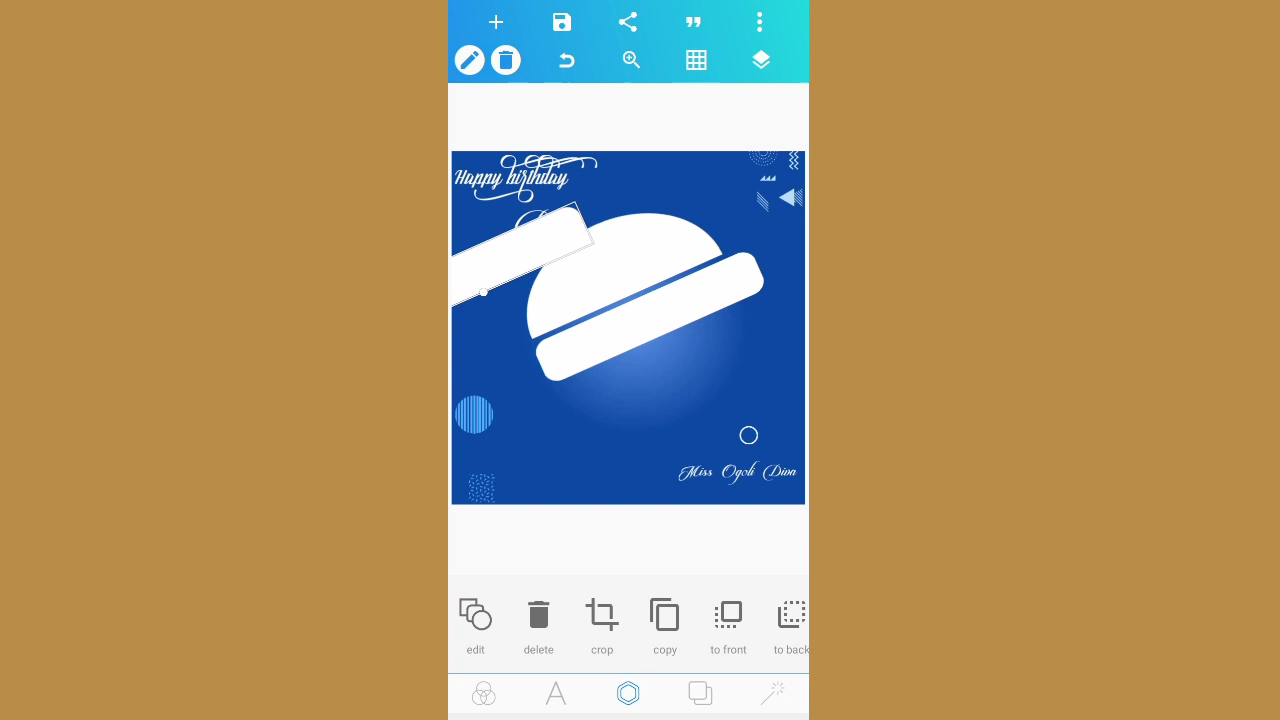 Happy birthday
Miss Ogoli Diva
edit delete crop copy to front to back